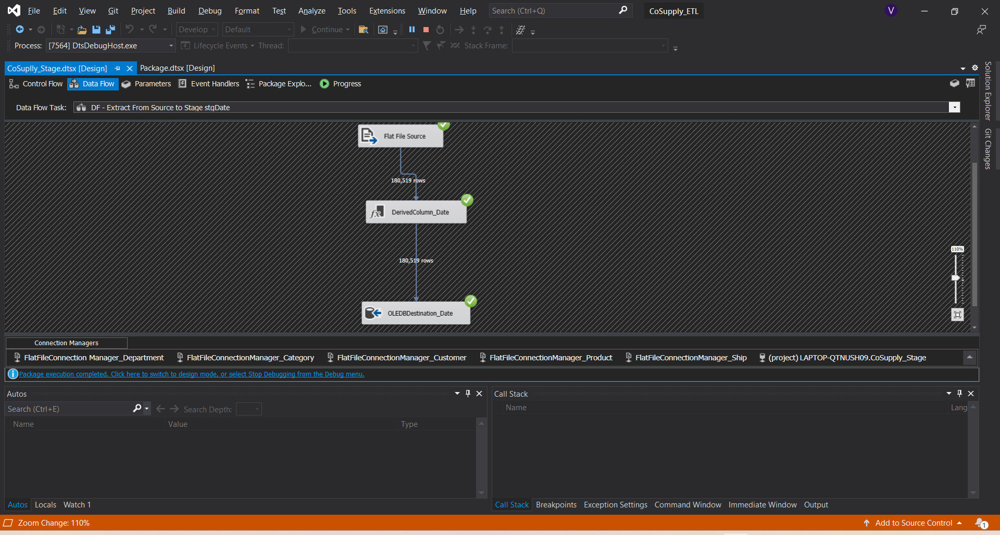 File Edit View Git Project Build Debug Format Test Analyze Tools Extensions Window Help Search (Ctrl+Q) CoSupply_ETL V
Develop Default Continue
Process: [7564] DtsDebugHost.exe Lifecycle Events Thread: Stack Frame:
CoSuplly_Stage.dtsx [Design] Package.dtsx [Design]
Control Flow Data Flow Parameters Event Handlers Package Explo... Progress
Data Flow Task: DF - Extract From Source to Stage stgDate
Solution Explorer
Git Changes
Flat File Source
180,519 rows
fx DerivedColumn_Date
110%
180,519 rows
OLEDBDestination_Date
Connection Managers
FlatFileConnection Manager_Department FlatFileConnectionManager_Category FlatFileConnectionManager_Customer FlatFileConnectionManager_Product FlatFileConnectionManager_Ship (project) LAPTOP-QTNUSH09.CoSupply_Stage
Package execution completed. Click here to switch to design mode, or select Stop Debugging from the Debug menu.
Autos
Search (Ctrl+E) Search Depth:
Name Value Type
Autos Locals Watch 1
Call Stack
Name Lang
Call Stack Breakpoints Exception Settings Command Window Immediate Window Output
Zoom Change: 110% Add to Source Control 1